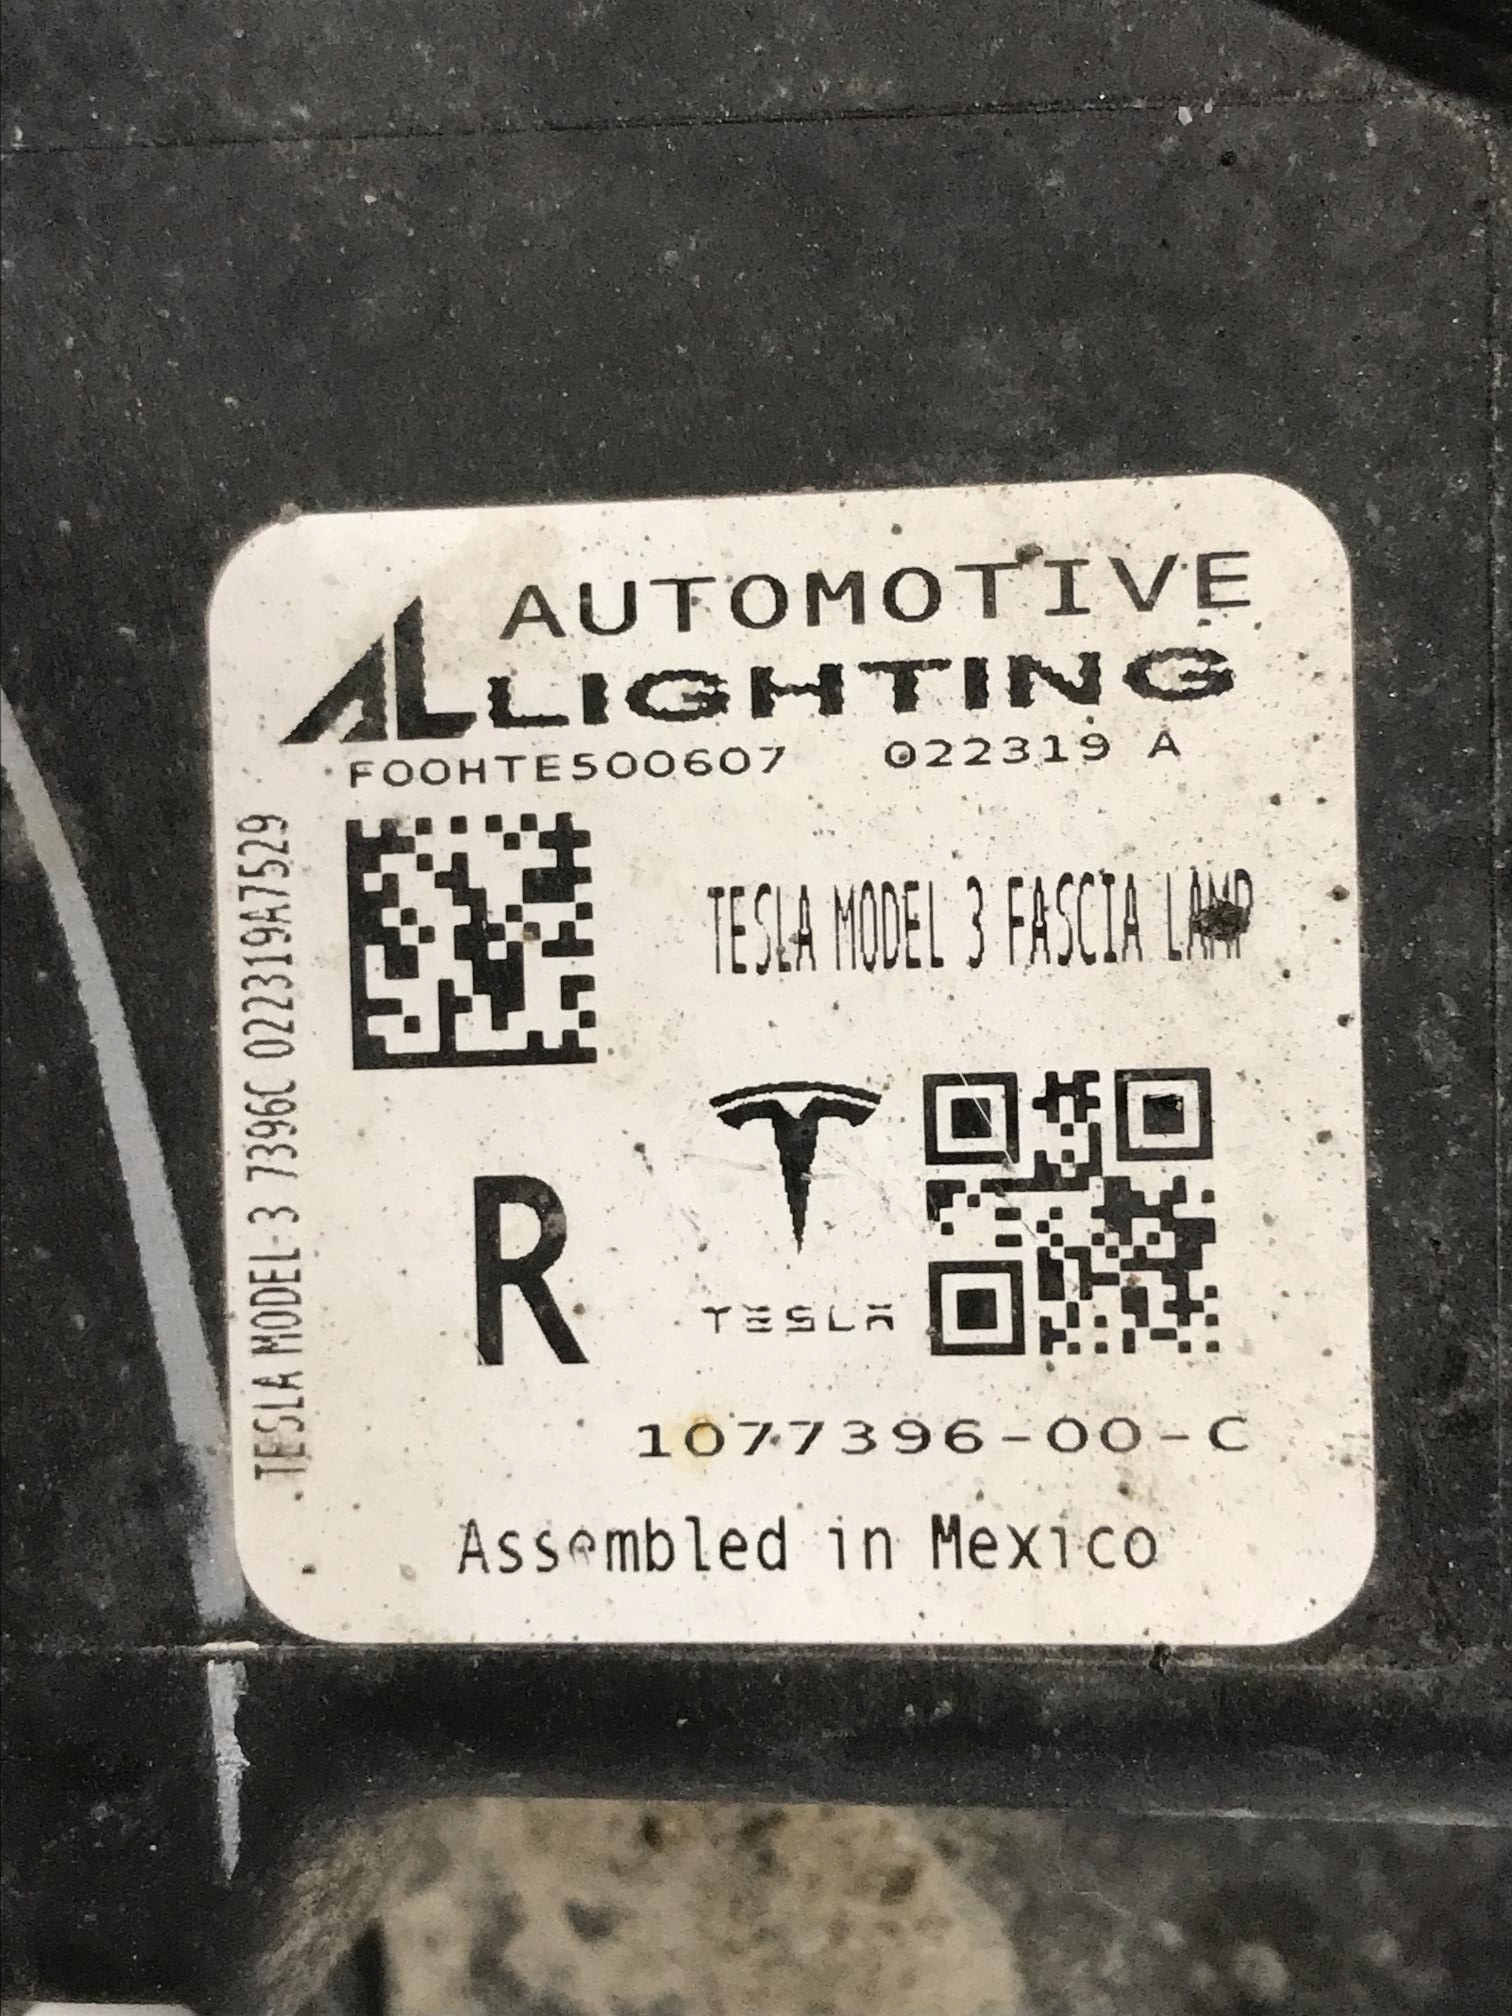 AUTOMOTIVE
AL LIGHTING
F00HTE500607 022319 A
TESLA MODEL 3 7396C 022319A7529
TESLA MODEL 3 FASCIA LAMP
R
TESLA
1077396-00-C
Assembled in Mexico